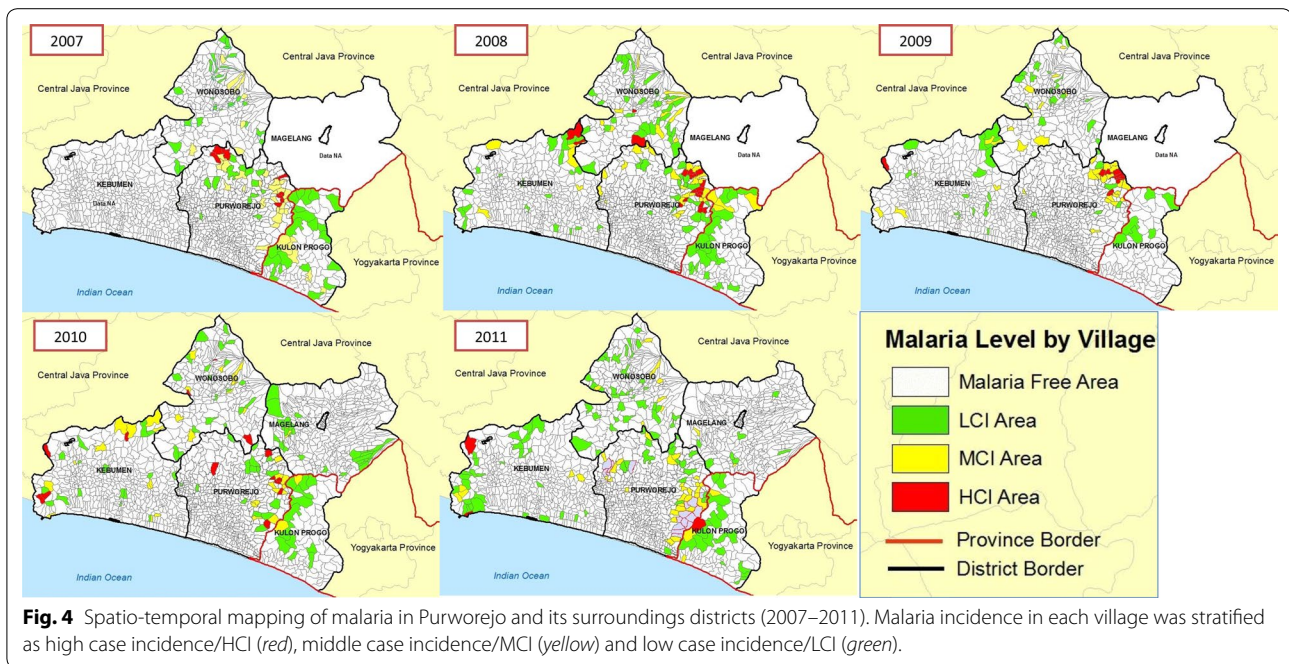 2007
Central Java Province
Central Java Province
WONOSOBO
MAGELANG
Data NA
KEBUMEN
Data NA
PURWOREJO
KULON PROGO
Yogyakarta Province
Indian Ocean
2008
Central Java Province
Central Java Province
WONOSOBO
MAGELANG
Data NA
KEBUMEN
PURWOREJO
KULON PROGO
Yogyakarta Province
Indian Ocean
2009
Central Java Province
Central Java Province
WONOSOBO
MAGELANG
Data NA
KEBUMEN
PURWOREJO
KULON PROGO
Yogyakarta Province
Indian Ocean
2010
Central Java Province
Central Java Province
WONOSOBO
MAGELANG
KEBUMEN
PURWOREJO
KULON PROGO
Yogyakarta Province
Indian Ocean
2011
Central Java Province
Central Java Province
WONOSOBO
MAGELANG
KEBUMEN
PURWOREJO
KULON PROGO
Yogyakarta Province
Indian Ocean
Malaria Level by Village
Malaria Free Area
LCI Area
MCI Area
HCI Area
Province Border
District Border
Fig. 4 Spatio-temporal mapping of malaria in Purworejo and its surroundings districts (2007–2011). Malaria incidence in each village was stratified
as high case incidence/HCI (red), middle case incidence/MCI (yellow) and low case incidence/LCI (green).